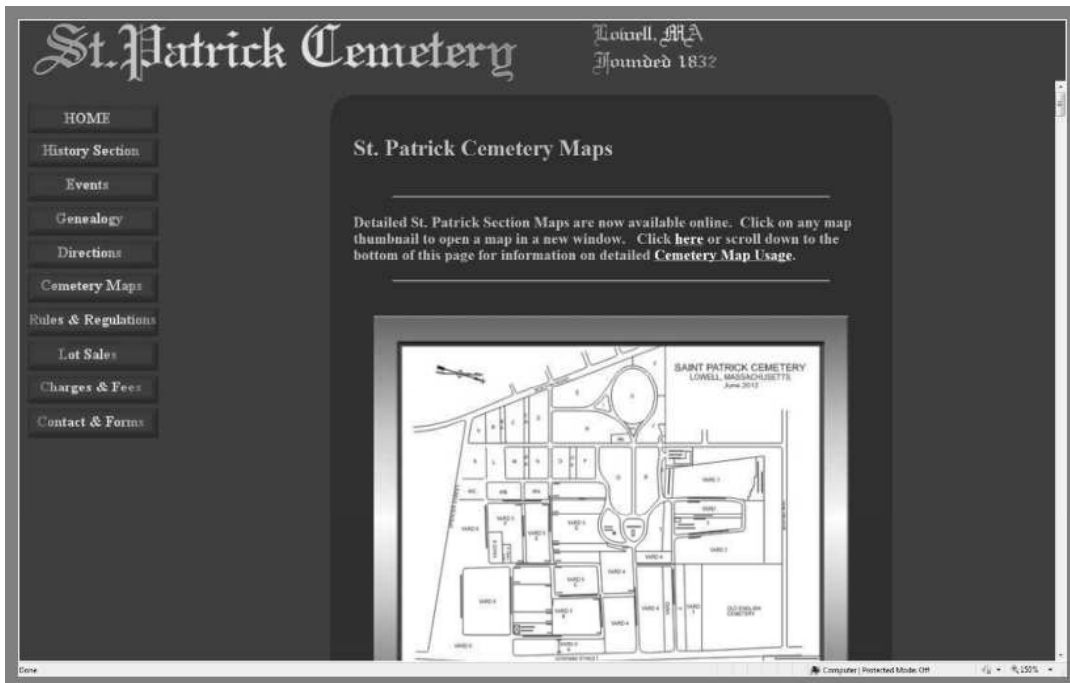 St. Patrick Cemetery
Lowell, MA
Founded 1832
HOME
History Section
Events
Genealogy
Directions
Cemetery Maps
Rules & Regulations
Lot Sales
Charges & Fees
Contact & Forms
St. Patrick Cemetery Maps
Detailed St. Patrick Section Maps are now available online. Click on any map
thumbnail to open a map in a new window. Click here or scroll down to the
bottom of this page for information on detailed Cemetery Map Usage.
SAINT PATRICK CEMETERY
LOWELL, MASSACHUSETTS
June 2012
YARD 4
YARD 4
YARD 4
YARD 4
OLD ENGLISH
CEMETERY
Done
Computer | Protected Mode: Off
150%